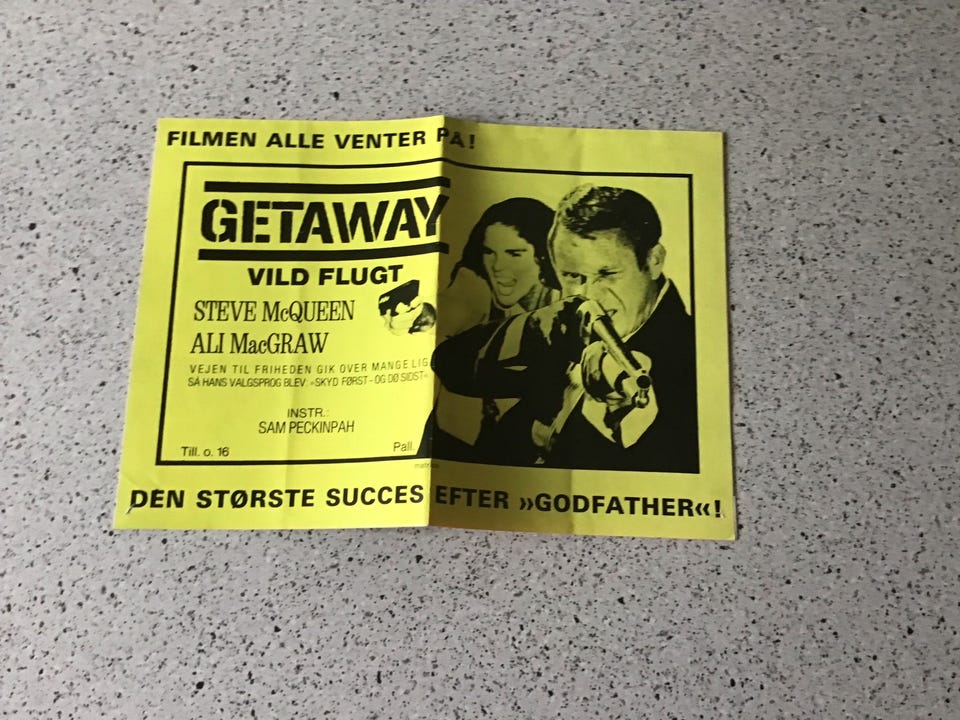 FILMEN ALLE VENTER PÅ!
GETAWAY
VILD FLUGT
STEVE McQUEEN
ALI MacGRAW
VEJEN TIL FRIHEDEN GIK OVER MANGE LIG
SÅ HANS VALGSPROG BLEV: »SKYD FØRST - OG DØ SIDST«
INSTR.:
SAM PECKINPAH
Till. o. 16
Pall.
DEN STØRSTE SUCCES EFTER »GODFATHER«!